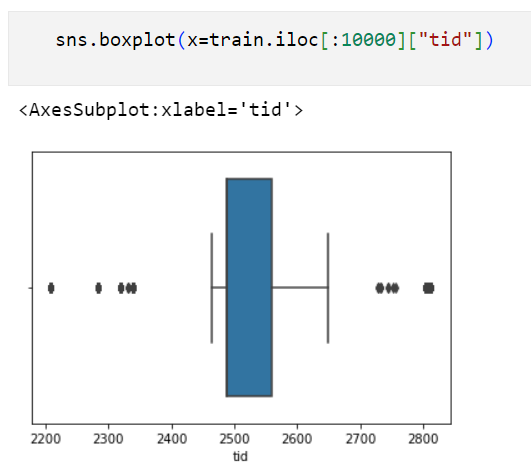 sns.boxplot(x=train.iloc[:10000]["tid"])
<AxesSubplot:xlabel='tid'>
2200 2300 2400 2500 2600 2700 2800
tid